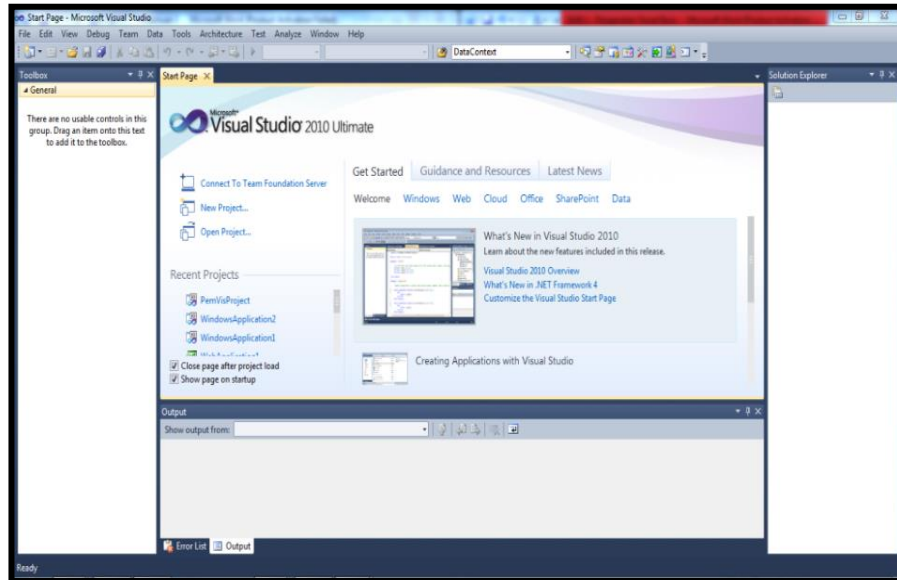 Start Page - Microsoft Visual Studio
File Edit View Debug Team Data Tools Architecture Test Analyze Window Help
DataContext
Toolbox
General
There are no usable controls in this
group. Drag an item onto this text
to add it to the toolbox.
Start Page
Microsoft®
Visual Studio® 2010 Ultimate
Connect To Team Foundation Server
New Project...
Open Project...
Recent Projects
PemVisProject
WindowsApplication2
WindowsApplication1
Close page after project load
Show page on startup
Get Started Guidance and Resources Latest News
Welcome Windows Web Cloud Office SharePoint Data
What's New in Visual Studio 2010
Learn about the new features included in this release.
Visual Studio 2010 Overview
What's New in .NET Framework 4
Customize the Visual Studio Start Page
Creating Applications with Visual Studio
Solution Explorer
Output
Show output from:
Error List Output
Ready